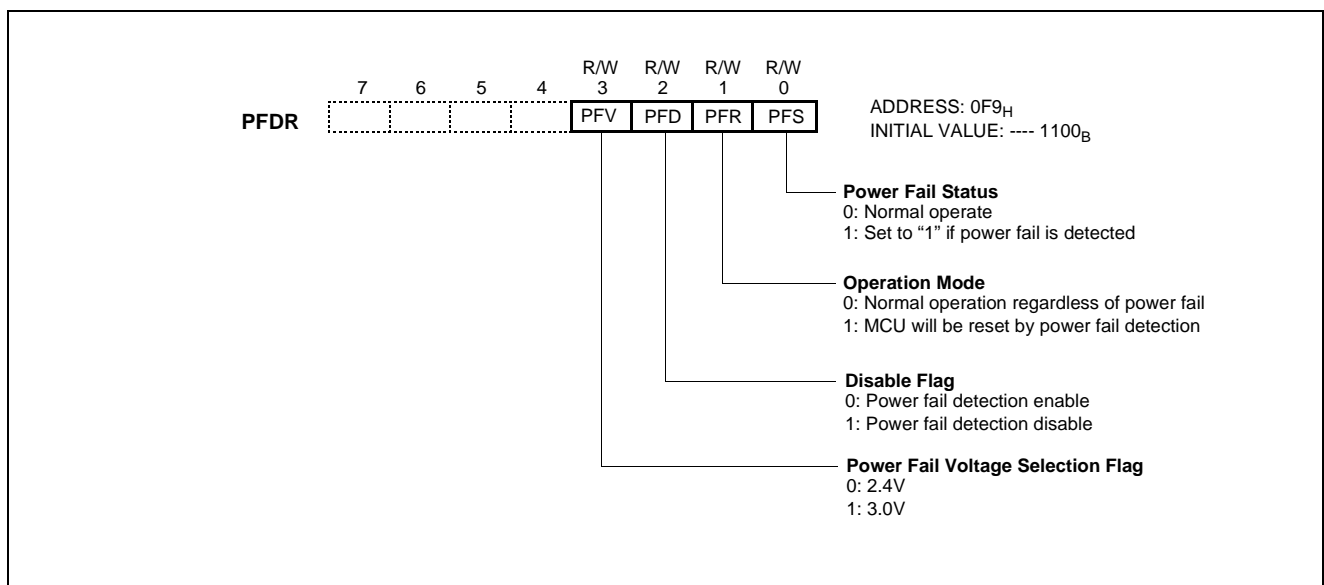 R/W R/W R/W R/W
7 6 5 4 3 2 1 0
PFDR PFV PFD PFR PFS
ADDRESS: 0F9H
INITIAL VALUE: ---- 1100B
Power Fail Status
0: Normal operate
1: Set to “1” if power fail is detected
Operation Mode
0: Normal operation regardless of power fail
1: MCU will be reset by power fail detection
Disable Flag
0: Power fail detection enable
1: Power fail detection disable
Power Fail Voltage Selection Flag
0: 2.4V
1: 3.0V